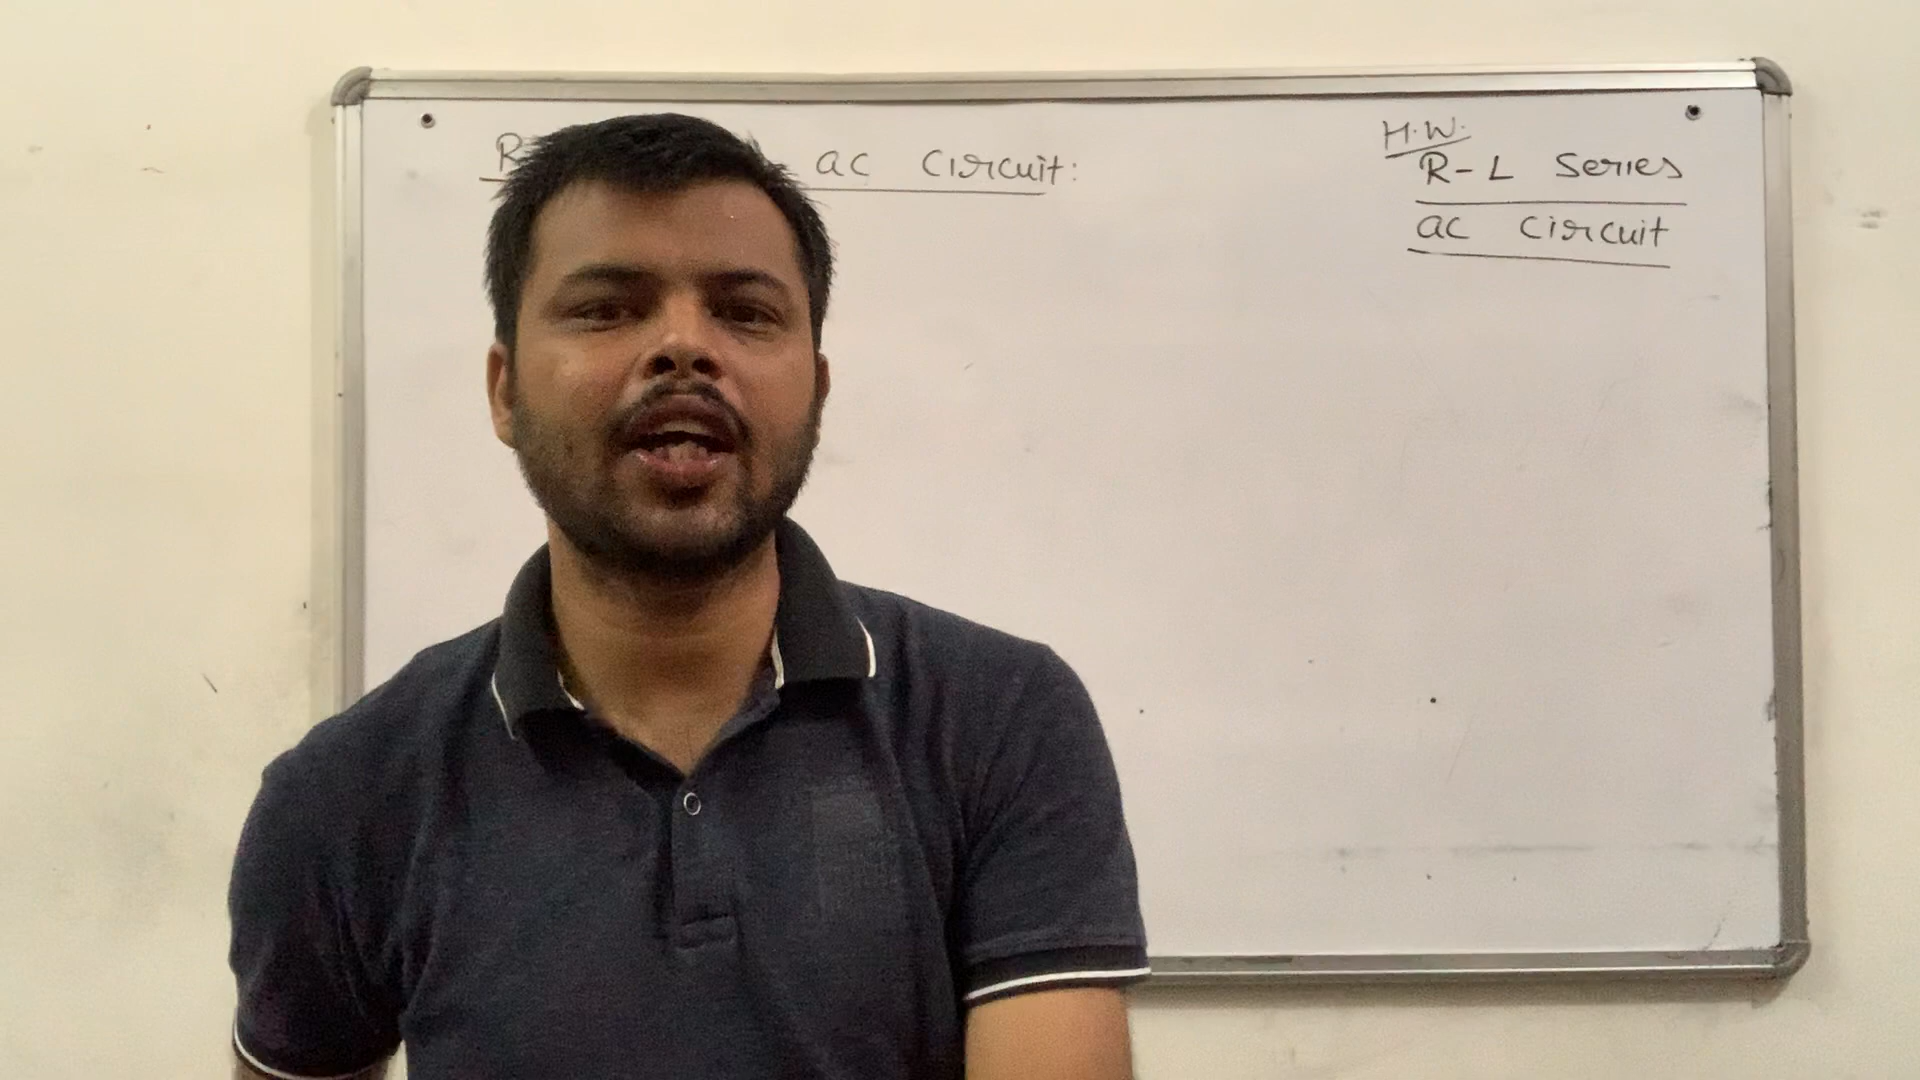 R ac circuit:
H.W.
R-L Series
ac circuit